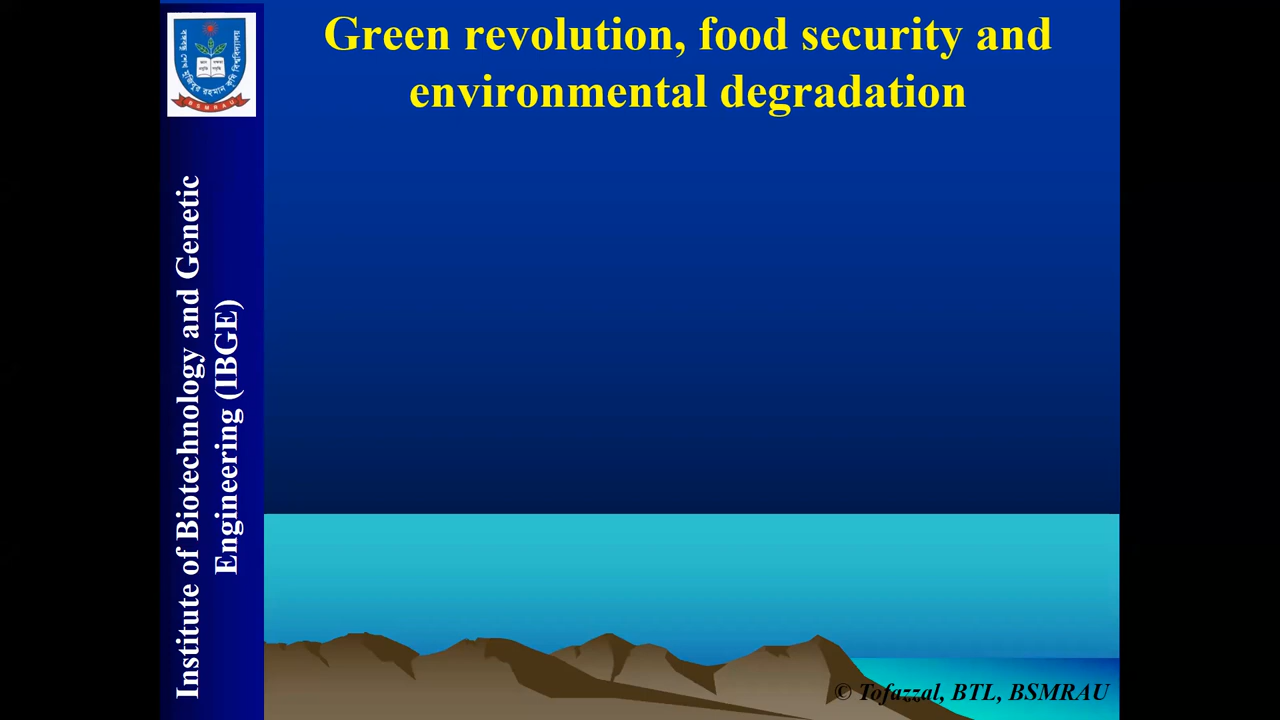 Green revolution, food security and
environmental degradation
Institute of Biotechnology and Genetic
Engineering (IBGE)
BSMRAU
© Tofazzal, BTL, BSMRAU